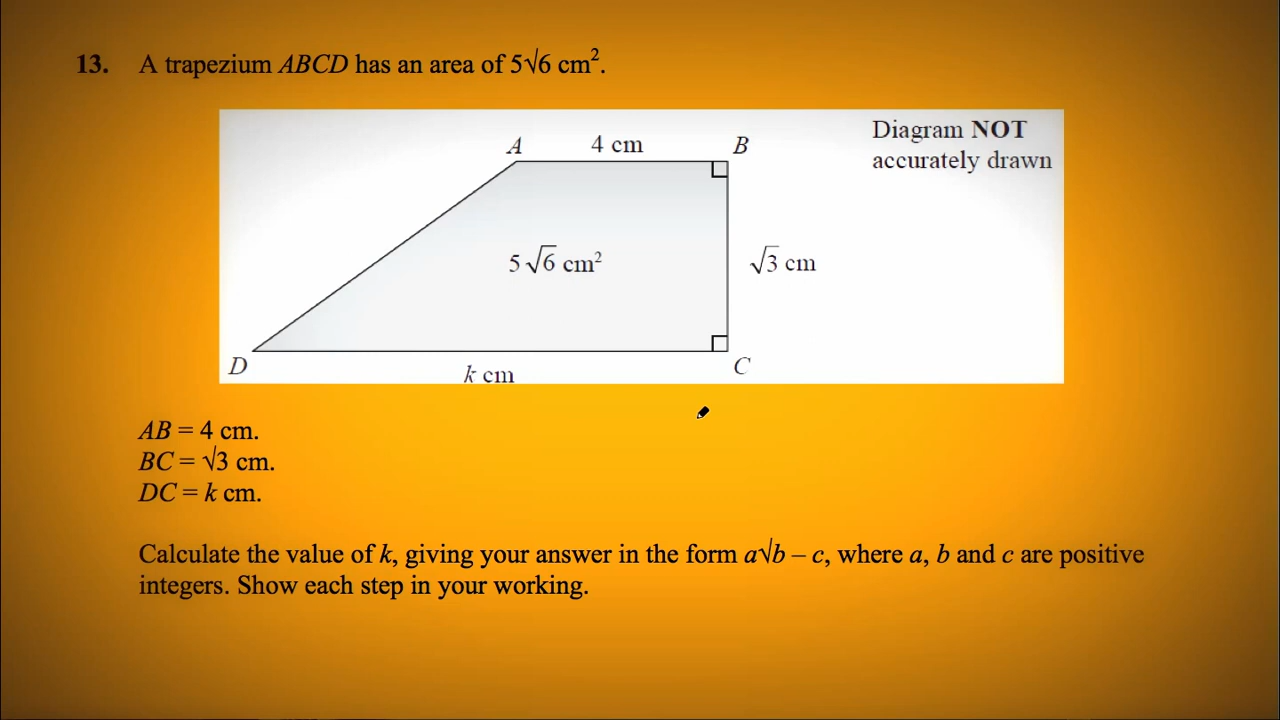 13. A trapezium ABCD has an area of 5√6 cm².
Diagram NOT
accurately drawn
A 4 cm B
5√6 cm² √3 cm
D C
k cm
AB = 4 cm.
BC = √3 cm.
DC = k cm.
Calculate the value of k, giving your answer in the form a√b – c, where a, b and c are positive
integers. Show each step in your working.